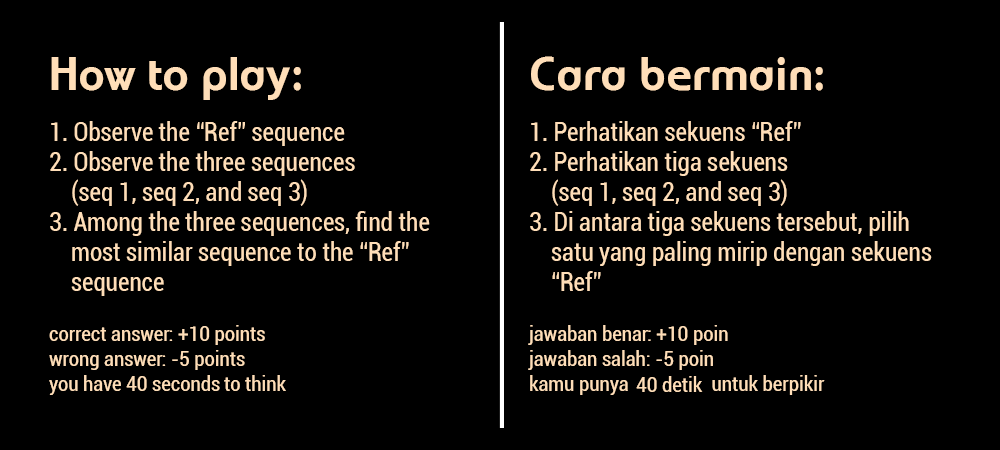 How to play:
1. Observe the “Ref” sequence
2. Observe the three sequences
(seq 1, seq 2, and seq 3)
3. Among the three sequences, find the
most similar sequence to the “Ref”
sequence
correct answer: +10 points
wrong answer: -5 points
you have 40 seconds to think
Cara bermain:
1. Perhatikan sekuens “Ref”
2. Perhatikan tiga sekuens
(seq 1, seq 2, and seq 3)
3. Di antara tiga sekuens tersebut, pilih
satu yang paling mirip dengan sekuens
“Ref”
jawaban benar: +10 poin
jawaban salah: -5 poin
kamu punya 40 detik untuk berpikir